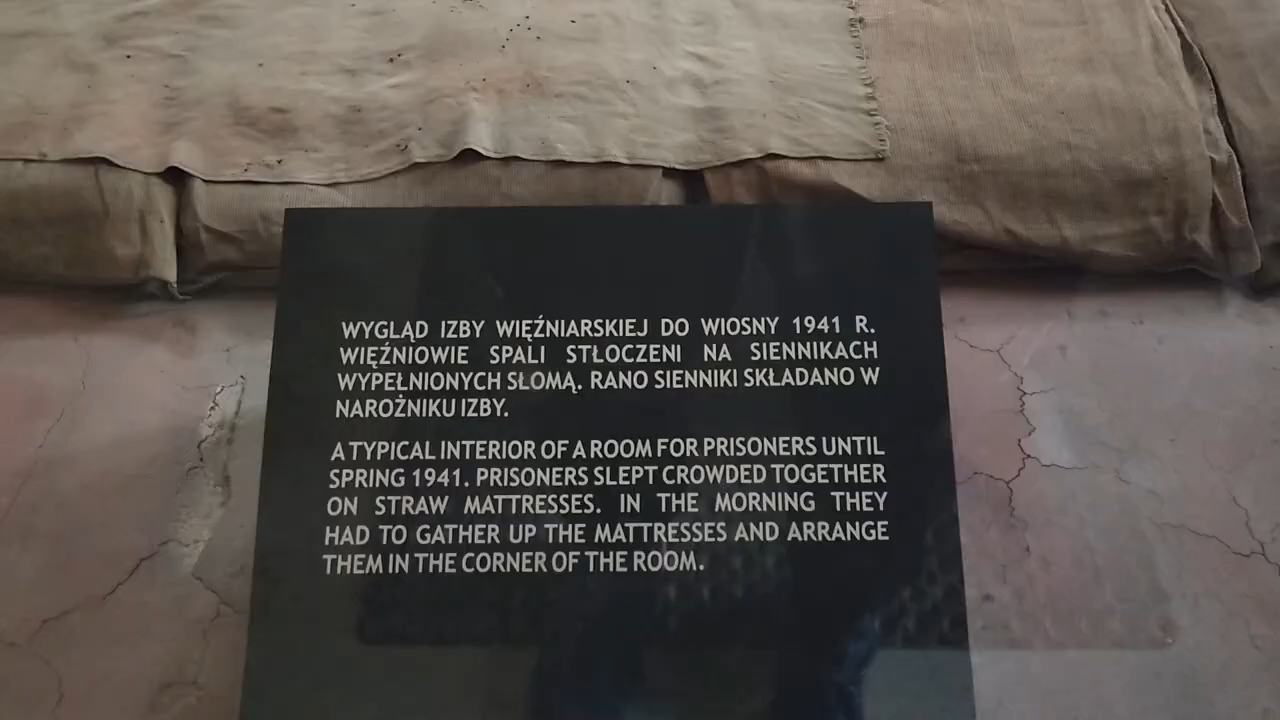 WYGLĄD IZBY WIĘŹNIARSKIEJ DO WIOSNY 1941 R.
WIĘŹNIOWIE SPALI STŁOCZENI NA SIENNIKACH
WYPEŁNIONYCH SŁOMĄ. RANO SIENNIKI SKŁADANO W
NAROŻNIKU IZBY.
A TYPICAL INTERIOR OF A ROOM FOR PRISONERS UNTIL
SPRING 1941. PRISONERS SLEPT CROWDED TOGETHER
ON STRAW MATTRESSES. IN THE MORNING THEY
HAD TO GATHER UP THE MATTRESSES AND ARRANGE
THEM IN THE CORNER OF THE ROOM.